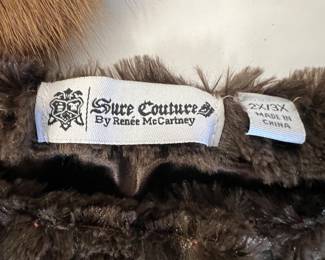 Sure Couture
By Renée McCartney
2X/3X
MADE IN
CHINA